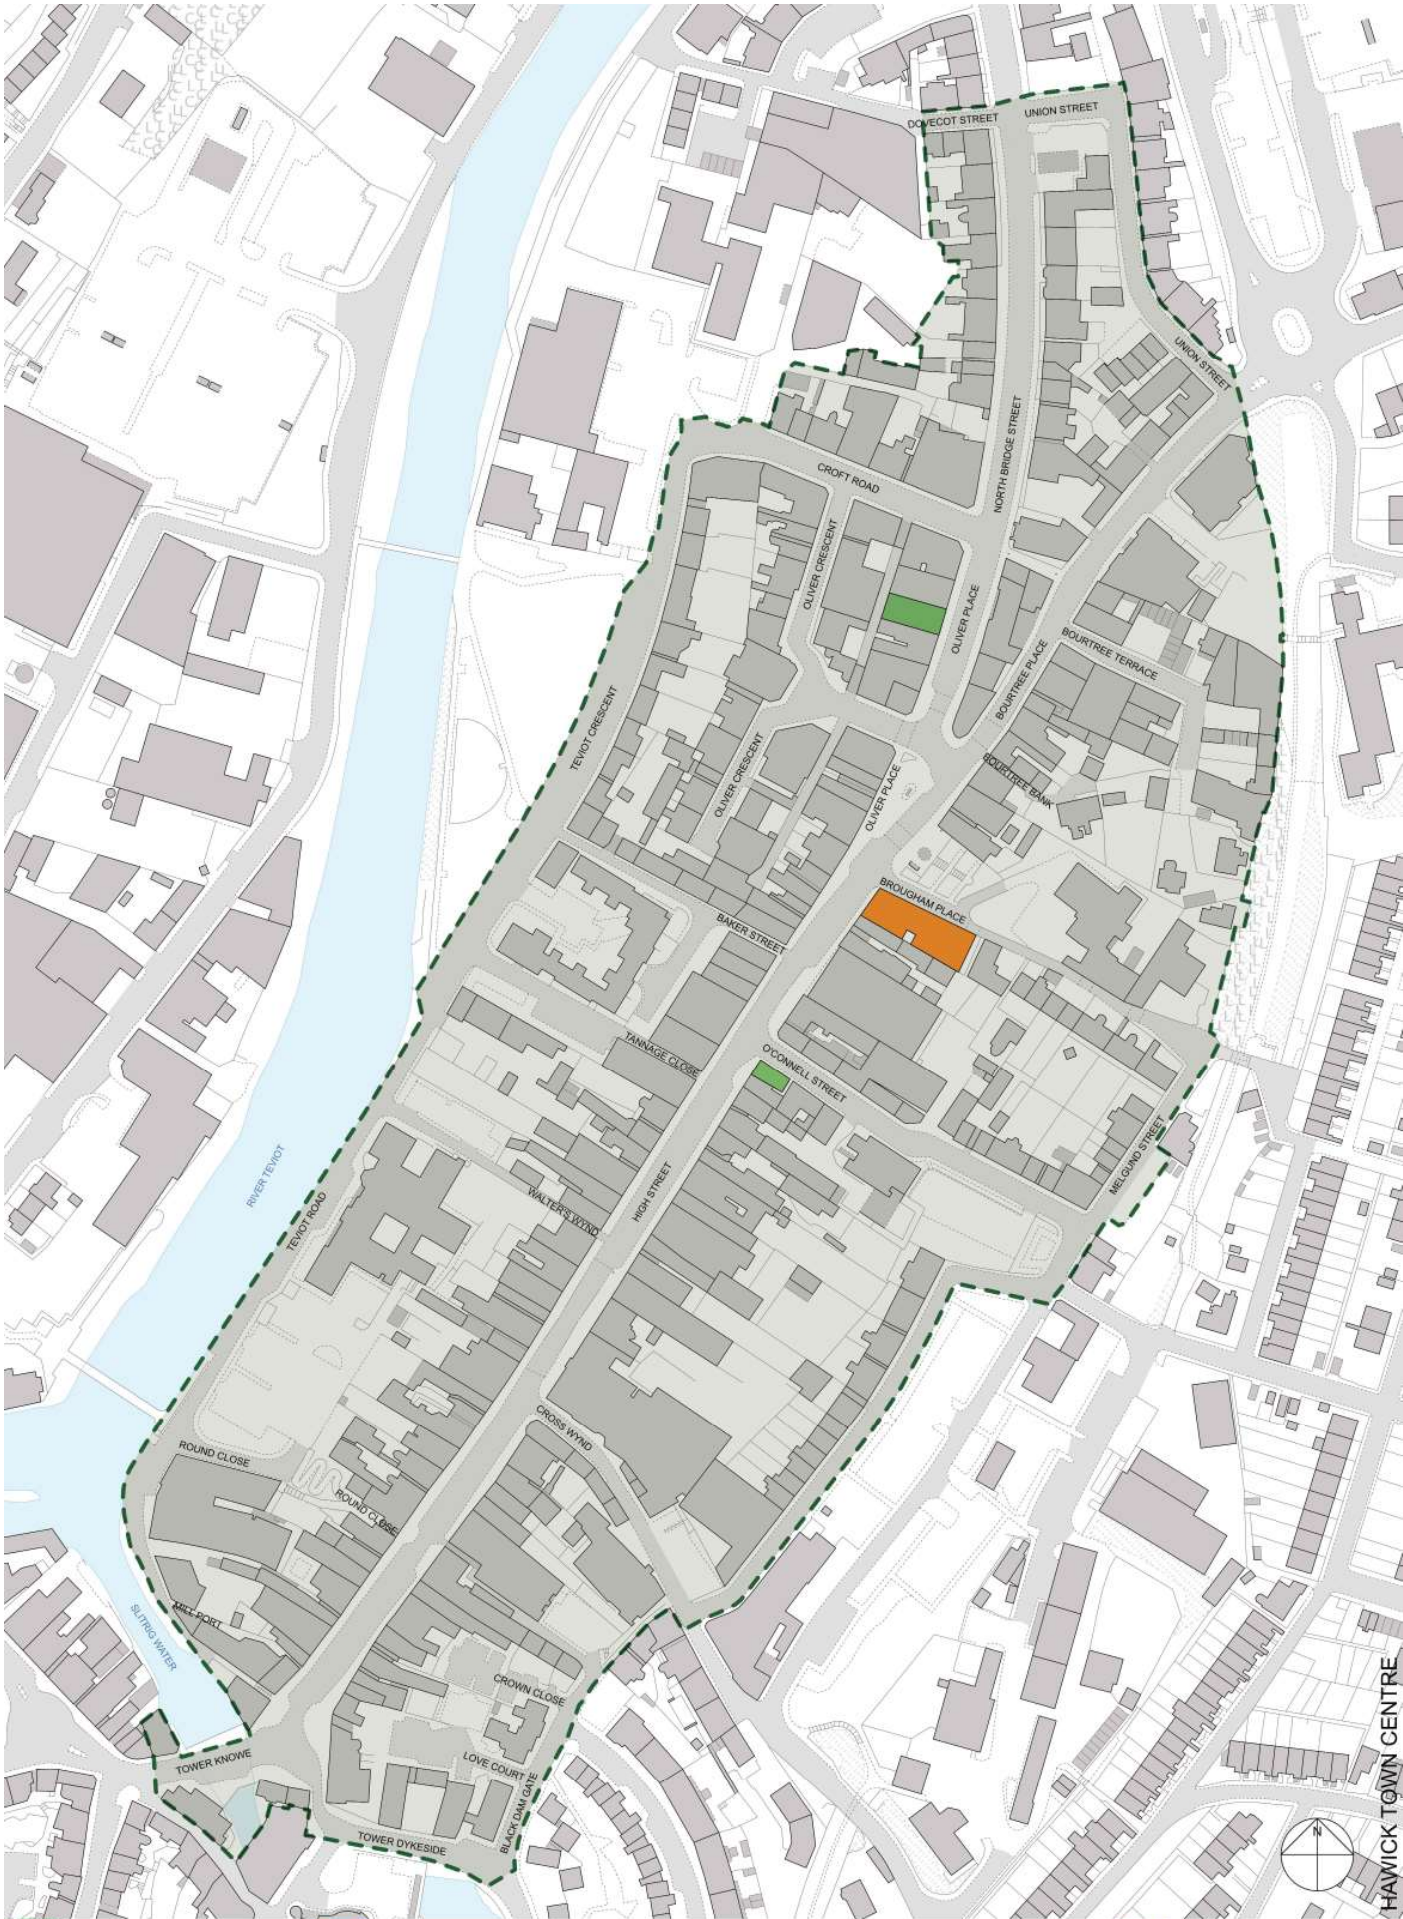 DOVECOT STREET
UNION STREET
UNION STREET
NORTH BRIDGE STREET
CROFT ROAD
OLIVER CRESCENT
OLIVER PLACE
BOURTREE PLACE
BOURTREE TERRACE
TEVIOT CRESCENT
OLIVER CRESCENT
OLIVER PLACE
BOURTREE BANK
BROUGHAM PLACE
BAKER STREET
TANNAGE CLOSE
O'CONNELL STREET
MELGUND STREET
RIVER TEVIOT
TEVIOT ROAD
WALTER'S WYND
HIGH STREET
CROSS WYND
ROUND CLOSE
ROUND CLOSE
MILL PORT
SLITRIG WATER
CROWN CLOSE
TOWER KNOWE
LOVE COURT
BLACK DAM GATE
TOWER DYKESIDE
N
HAWICK TOWN CENTRE